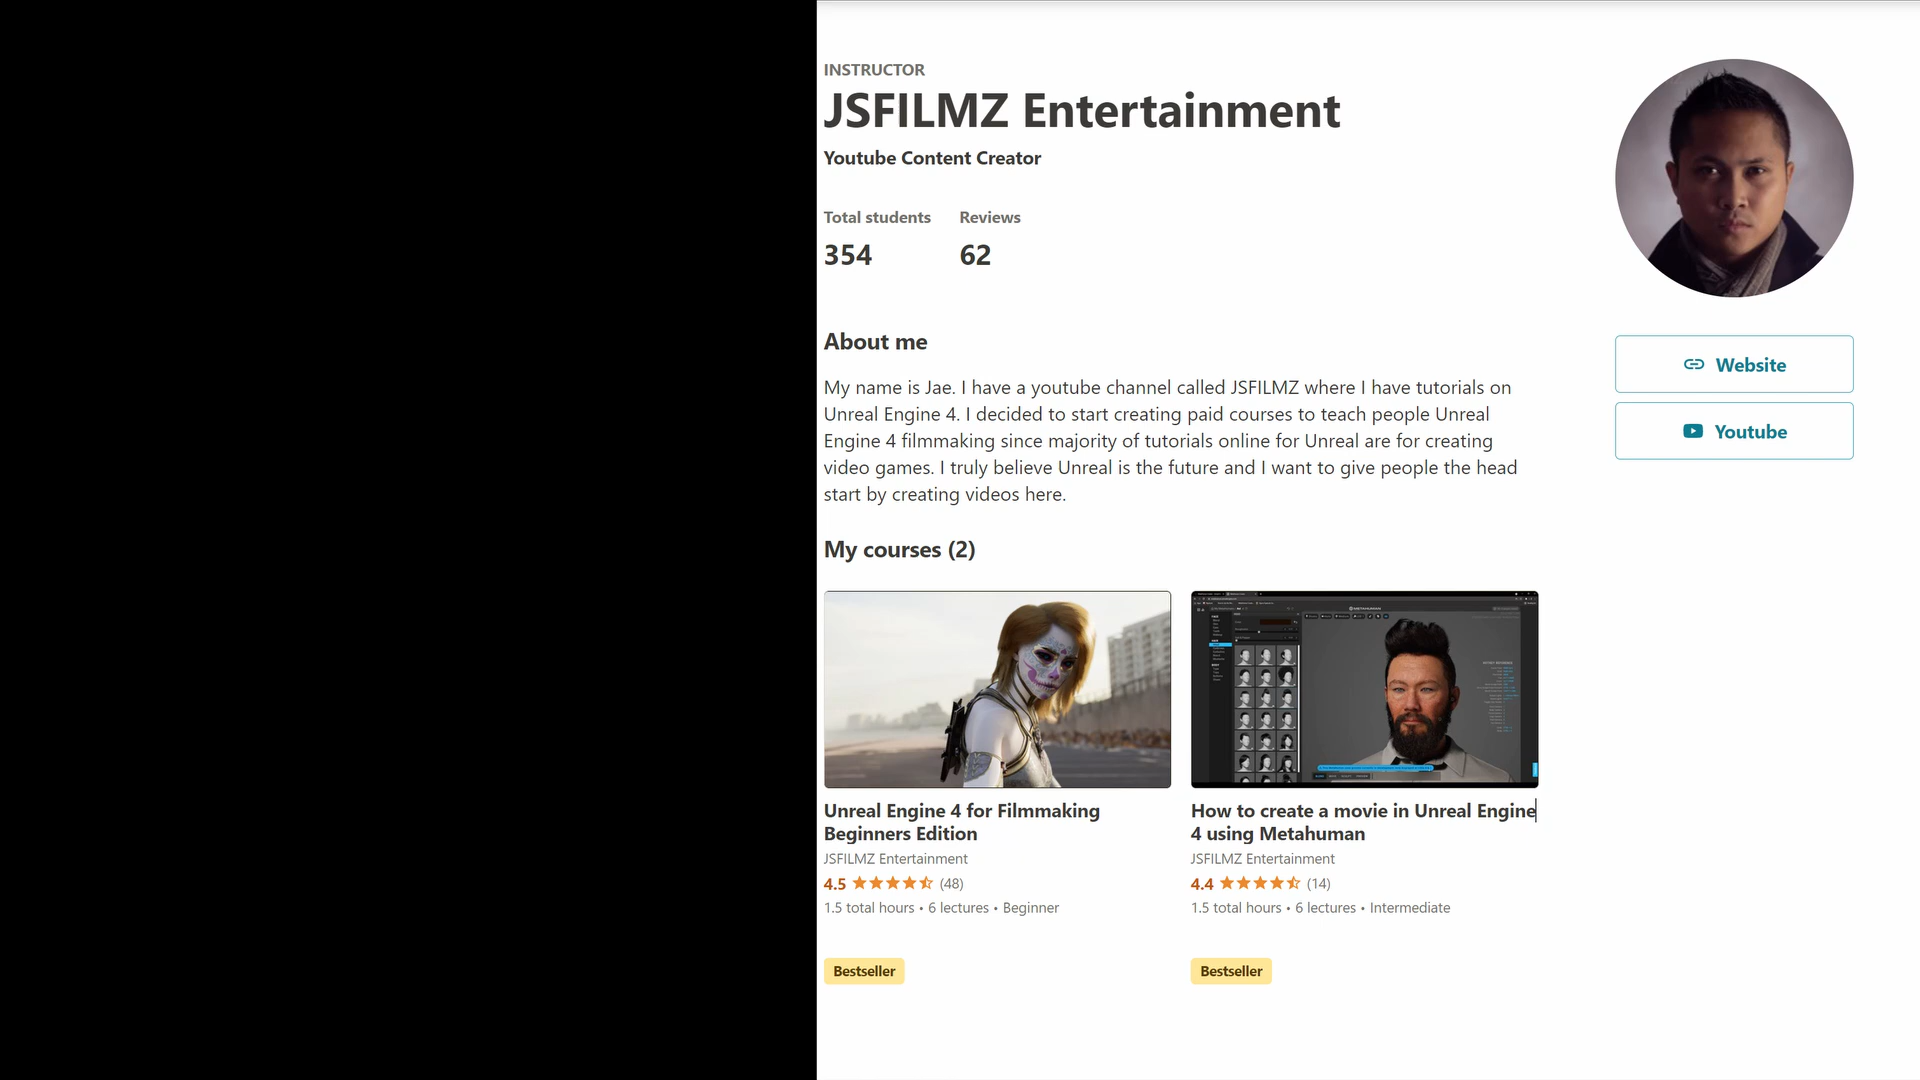 INSTRUCTOR
JSFILMZ Entertainment
Youtube Content Creator
Total students
Reviews
354
62
About me
My name is Jae. I have a youtube channel called JSFILMZ where I have tutorials on
Unreal Engine 4. I decided to start creating paid courses to teach people Unreal
Engine 4 filmmaking since majority of tutorials online for Unreal are for creating
video games. I truly believe Unreal is the future and I want to give people the head
start by creating videos here.
Website
Youtube
My courses (2)
METAHUMAN
Unreal Engine 4 for Filmmaking
Beginners Edition
JSFILMZ Entertainment
4.5 (48)
1.5 total hours • 6 lectures • Beginner
Bestseller
How to create a movie in Unreal Engine
4 using Metahuman
JSFILMZ Entertainment
4.4 (14)
1.5 total hours • 6 lectures • Intermediate
Bestseller